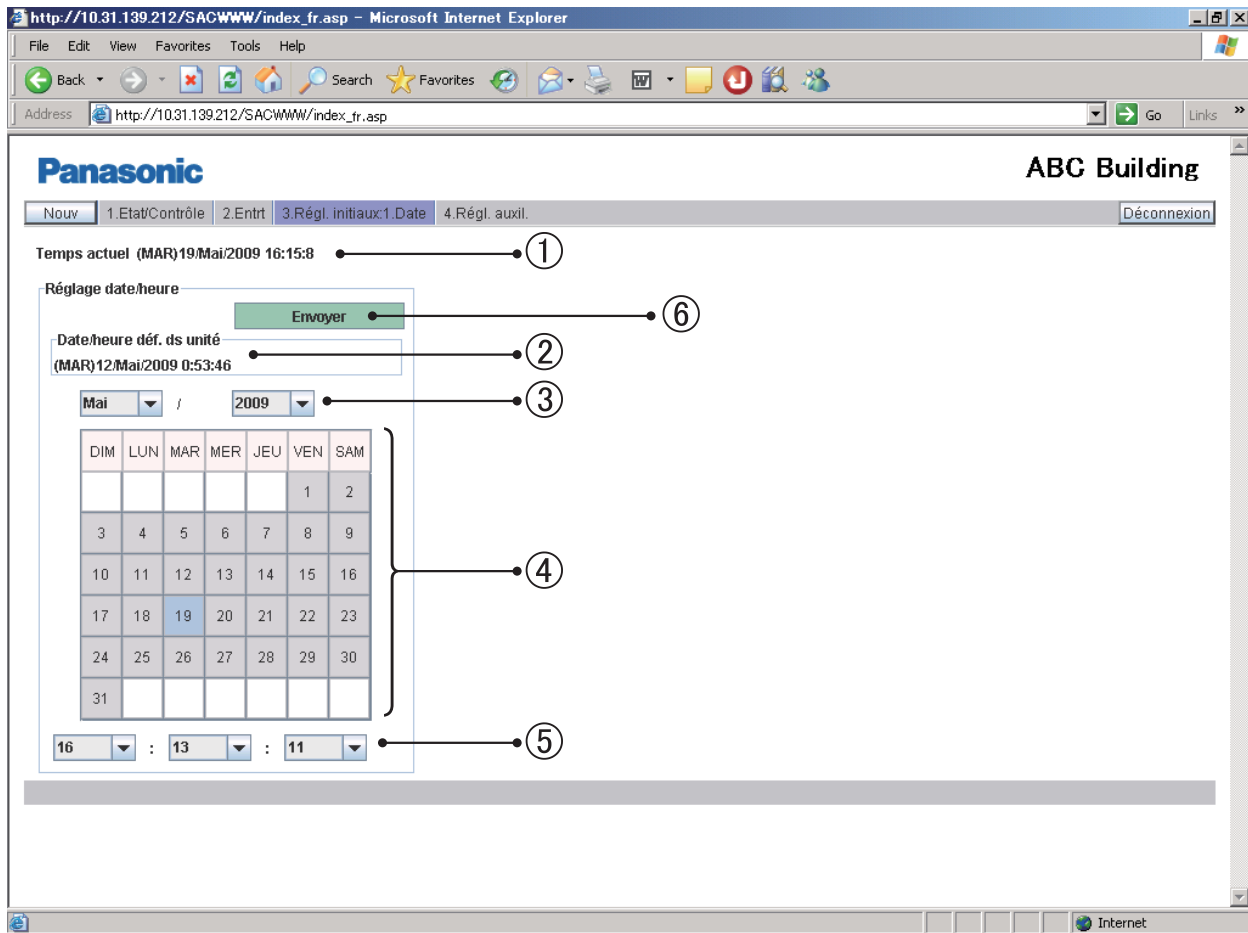 http://10.31.139.212/SACWWW/index_fr.asp - Microsoft Internet Explorer
File Edit View Favorites Tools Help
Back Search Favorites
Address http://10.31.139.212/SACWWW/index_fr.asp Go Links »
Panasonic ABC Building
Nouv 1.Etat/Contrôle 2.Entrt 3.Régl. initiaux:1.Date 4.Régl. auxil. Déconnexion
Temps actuel (MAR)19/Mai/2009 16:15:8 ①
Réglage date/heure
Envoyer ⑥
Date/heure déf. ds unité
(MAR)12/Mai/2009 0:53:46 ②
Mai / 2009 ③
DIM LUN MAR MER JEU VEN SAM
1 2
3 4 5 6 7 8 9
10 11 12 13 14 15 16 ④
17 18 19 20 21 22 23
24 25 26 27 28 29 30
31
16 : 13 : 11 ⑤
Internet